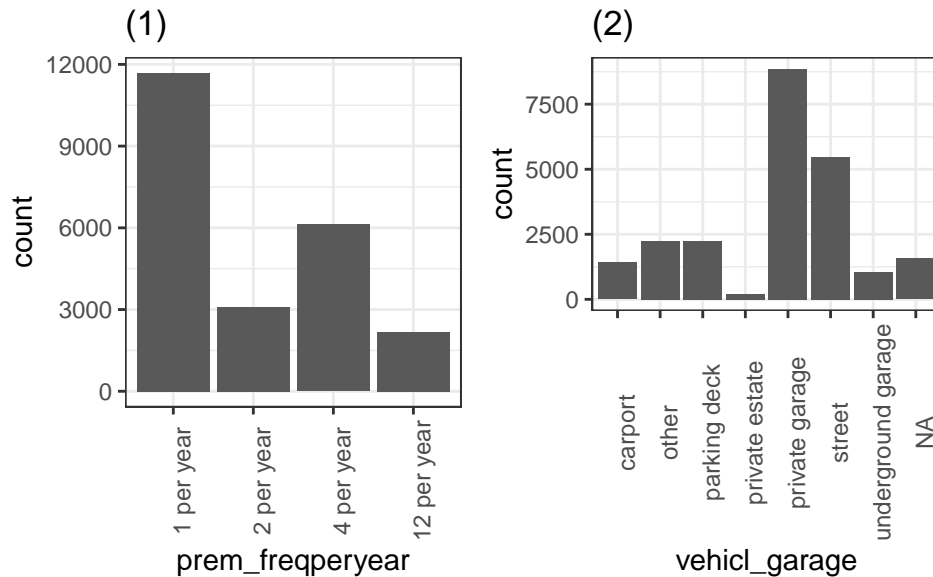 (1)
count
12000
9000
6000
3000
0
1 per year
2 per year
4 per year
12 per year
prem_freqperyear
(2)
count
7500
5000
2500
0
carport
other
parking deck
private estate
private garage
street
underground garage
NA
vehicl_garage